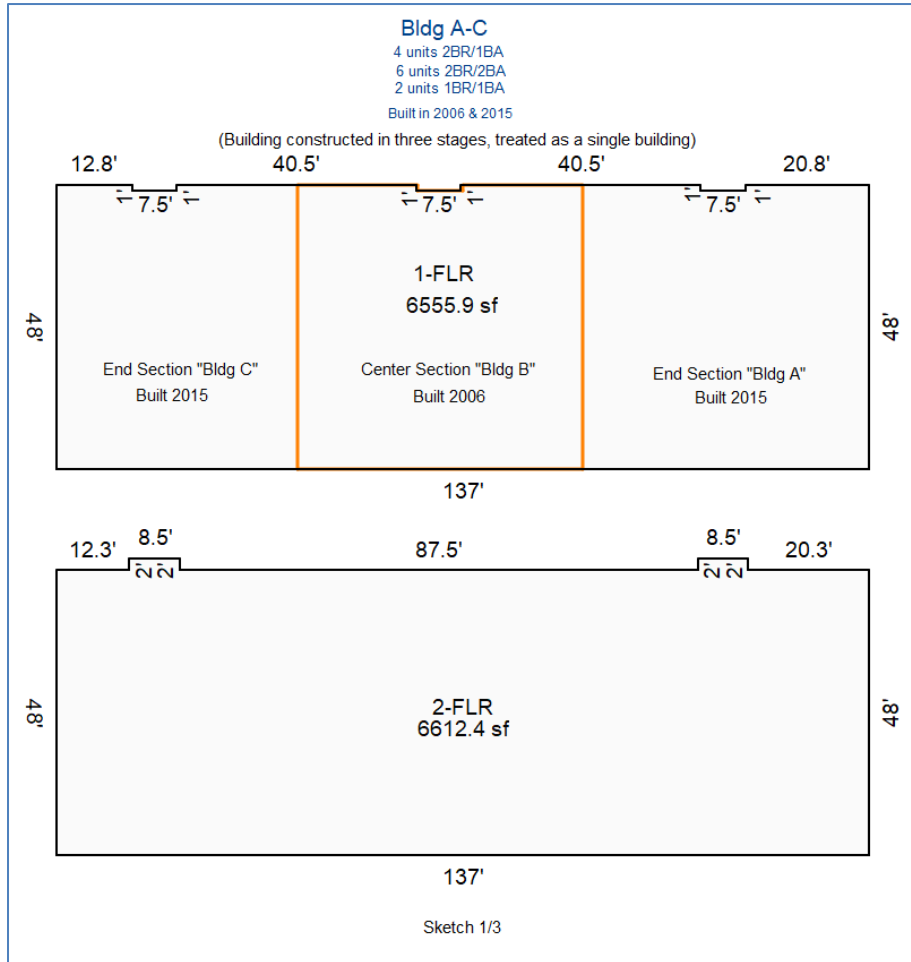 Bldg A-C
4 units 2BR/1BA
6 units 2BR/2BA
2 units 1BR/1BA
Built in 2006 & 2015
(Building constructed in three stages, treated as a single building)
12.8' 40.5' 40.5' 20.8'
1' 7.5' 1' 1' 7.5' 1' 1' 7.5' 1'
1-FLR
6555.9 sf
48' 48'
End Section "Bldg C" Center Section "Bldg B" End Section "Bldg A"
Built 2015 Built 2006 Built 2015
137'
12.3' 8.5' 87.5' 8.5' 20.3'
2' 2' 2' 2'
2-FLR
48' 48'
6612.4 sf
137'
Sketch 1/3